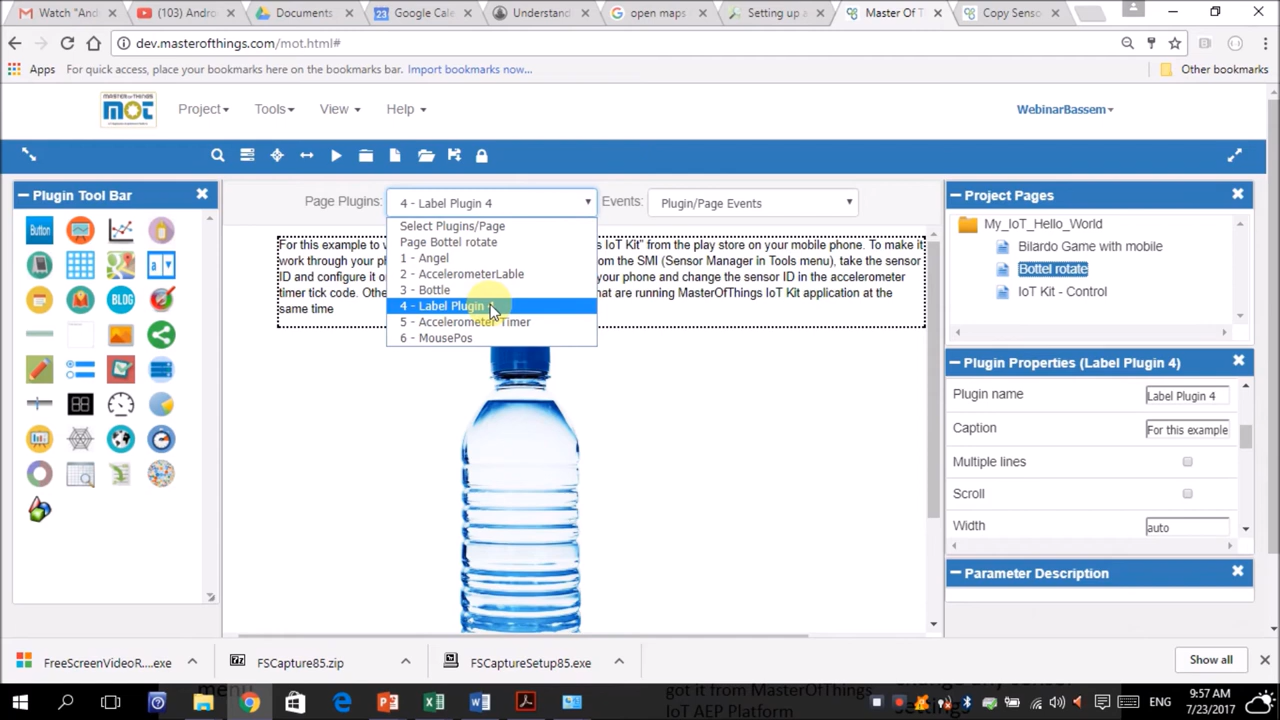 Watch "And
(103) Andro
Documents
Google Cale
Understand
open maps
Setting up a
Master Of T
Copy Senso
dev.masterofthings.com/mot.html#
Apps For quick access, place your bookmarks here on the bookmarks bar. Import bookmarks now... Other bookmarks
MASTER OF THINGS
MOT
Project Tools View Help WebinarBassem
Plugin Tool Bar
Button
BLOG
Page Plugins: 4 - Label Plugin 4 Events: Plugin/Page Events
Select Plugins/Page
Page Bottel rotate
1 - Angel
2 - AccelerometerLable
3 - Bottle
4 - Label Plugin
5 - Accelerometer Timer
6 - MousePos
For this example to w s IoT Kit" from the play store on your mobile phone. To make it
work through your ph from the SMI (Sensor Manager in Tools menu), take the sensor
ID and configure it o your phone and change the sensor ID in the accelerometer
timer tick code. Othe hat are running MasterOfThings IoT Kit application at the
same time
Project Pages
My_IoT_Hello_World
Bilardo Game with mobile
Bottel rotate
IoT Kit - Control
Plugin Properties (Label Plugin 4)
Plugin name Label Plugin 4
Caption For this example
Multiple lines
Scroll
Width auto
Parameter Description
FreeScreenVideoR....exe
FSCapture85.zip
FSCaptureSetup85.exe
Show all
menu
got it from MasterOfThings
IoT AEP Platform
settings
ENG
9:57 AM
7/23/2017